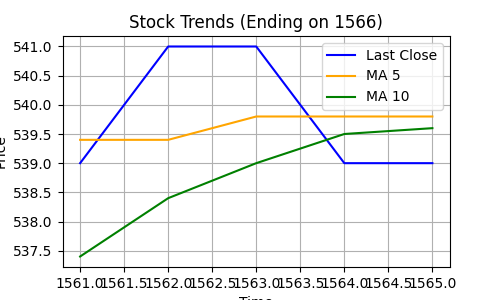 Stock Trends (Ending on 1566)
Last Close
MA 5
MA 10
541.0
540.5
540.0
539.5
539.0
538.5
538.0
537.5
Price
1561.0 1561.5 1562.0 1562.5 1563.0 1563.5 1564.0 1564.5 1565.0
Time